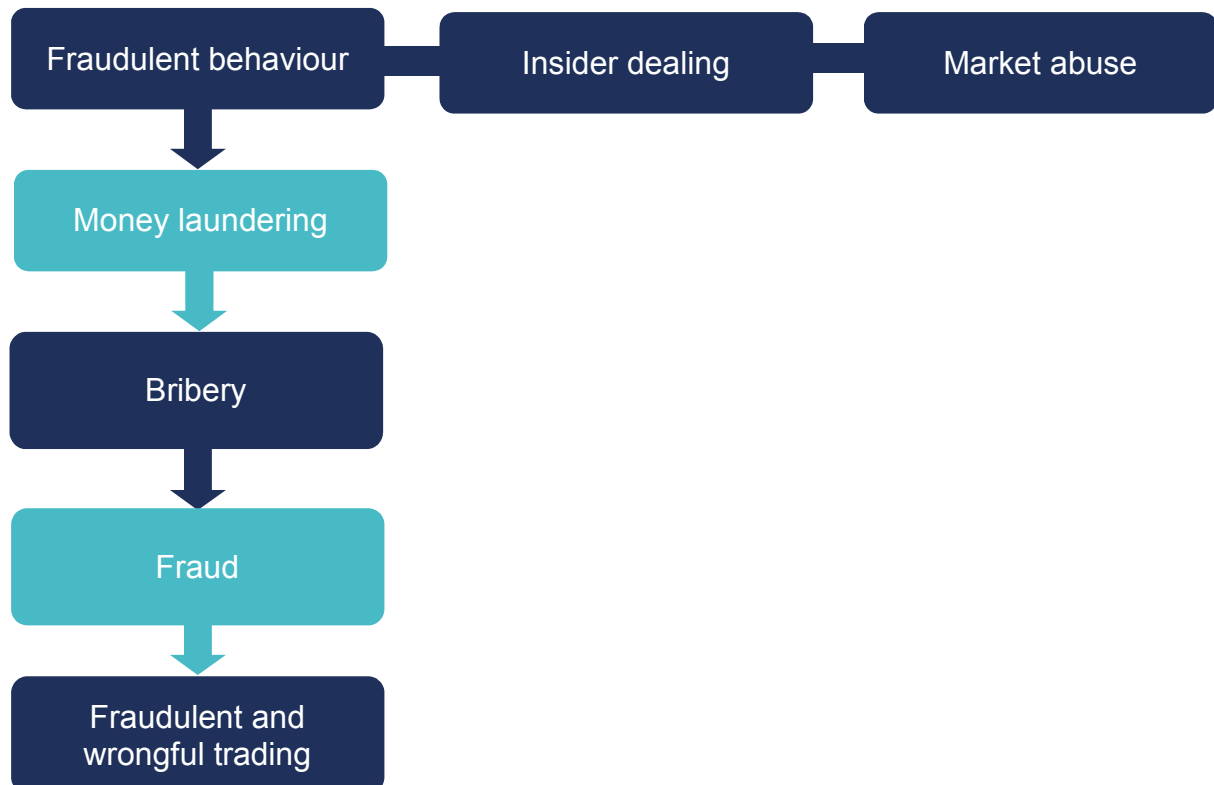 Fraudulent behaviour
Insider dealing
Market abuse
Money laundering
Bribery
Fraud
Fraudulent and
wrongful trading